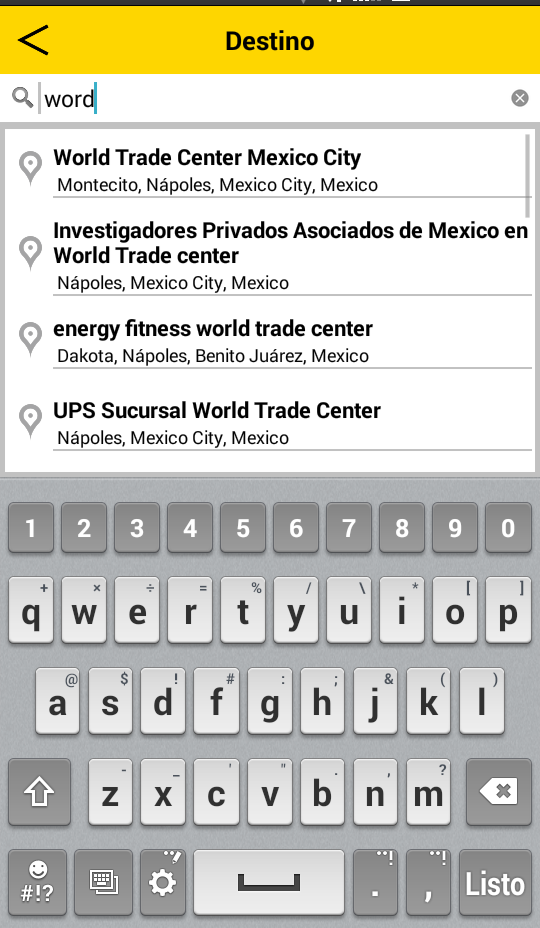 Destino
word
World Trade Center Mexico City
Montecito, Nápoles, Mexico City, Mexico
Investigadores Privados Asociados de Mexico en
World Trade center
Nápoles, Mexico City, Mexico
energy fitness world trade center
Dakota, Nápoles, Benito Juárez, Mexico
UPS Sucursal World Trade Center
Nápoles, Mexico City, Mexico
1 2 3 4 5 6 7 8 9 0
+ × ÷ = % / \ * [ ]
q w e r t y u i o p
@ $ ! # : ; & ( )
a s d f g h j k l
- _ ' " . , ?
z x c v b n m
#!? . , Listo